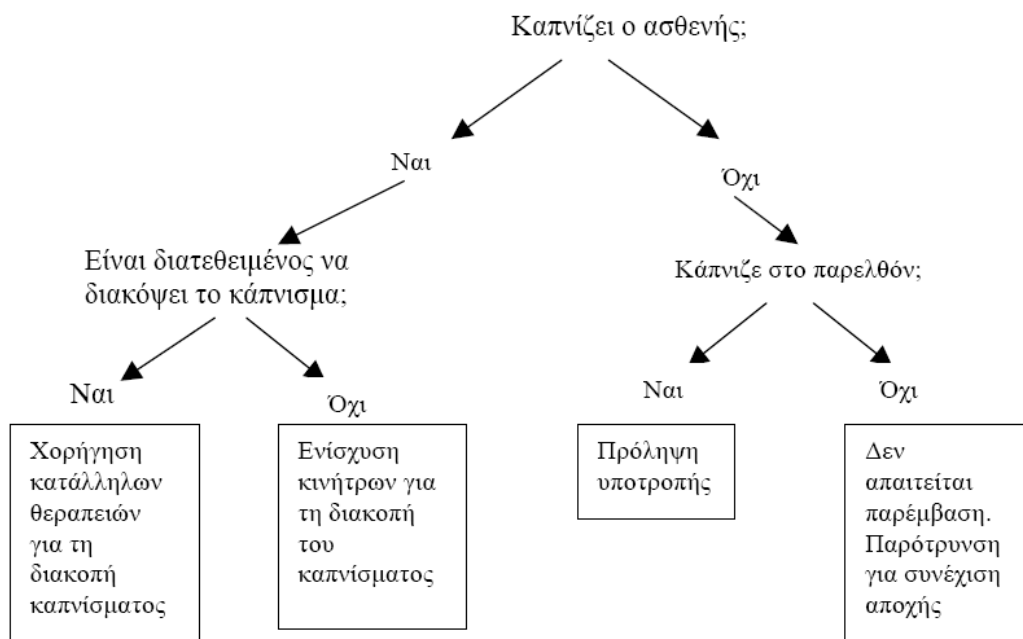 Καπνίζει ο ασθενής;
Ναι
Όχι
Είναι διατεθειμένος να
διακόψει το κάπνισμα;
Κάπνιζε στο παρελθόν;
Ναι
Όχι
Ναι
Όχι
Χορήγηση
κατάλληλων
θεραπειών
για τη
διακοπή
καπνίσματος
Ενίσχυση
κινήτρων για
τη διακοπή
του
καπνίσματος
Πρόληψη
υποτροπής
Δεν
απαιτείται
παρέμβαση.
Παρότρυνση
για συνέχιση
αποχής